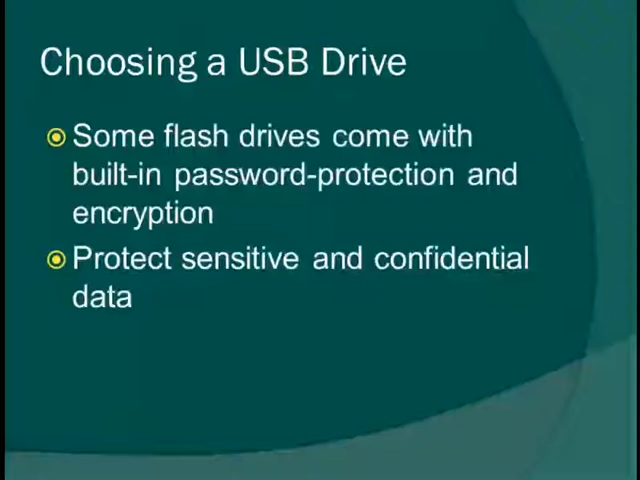 Choosing a USB Drive
Some flash drives come with
built-in password-protection and
encryption
Protect sensitive and confidential
data